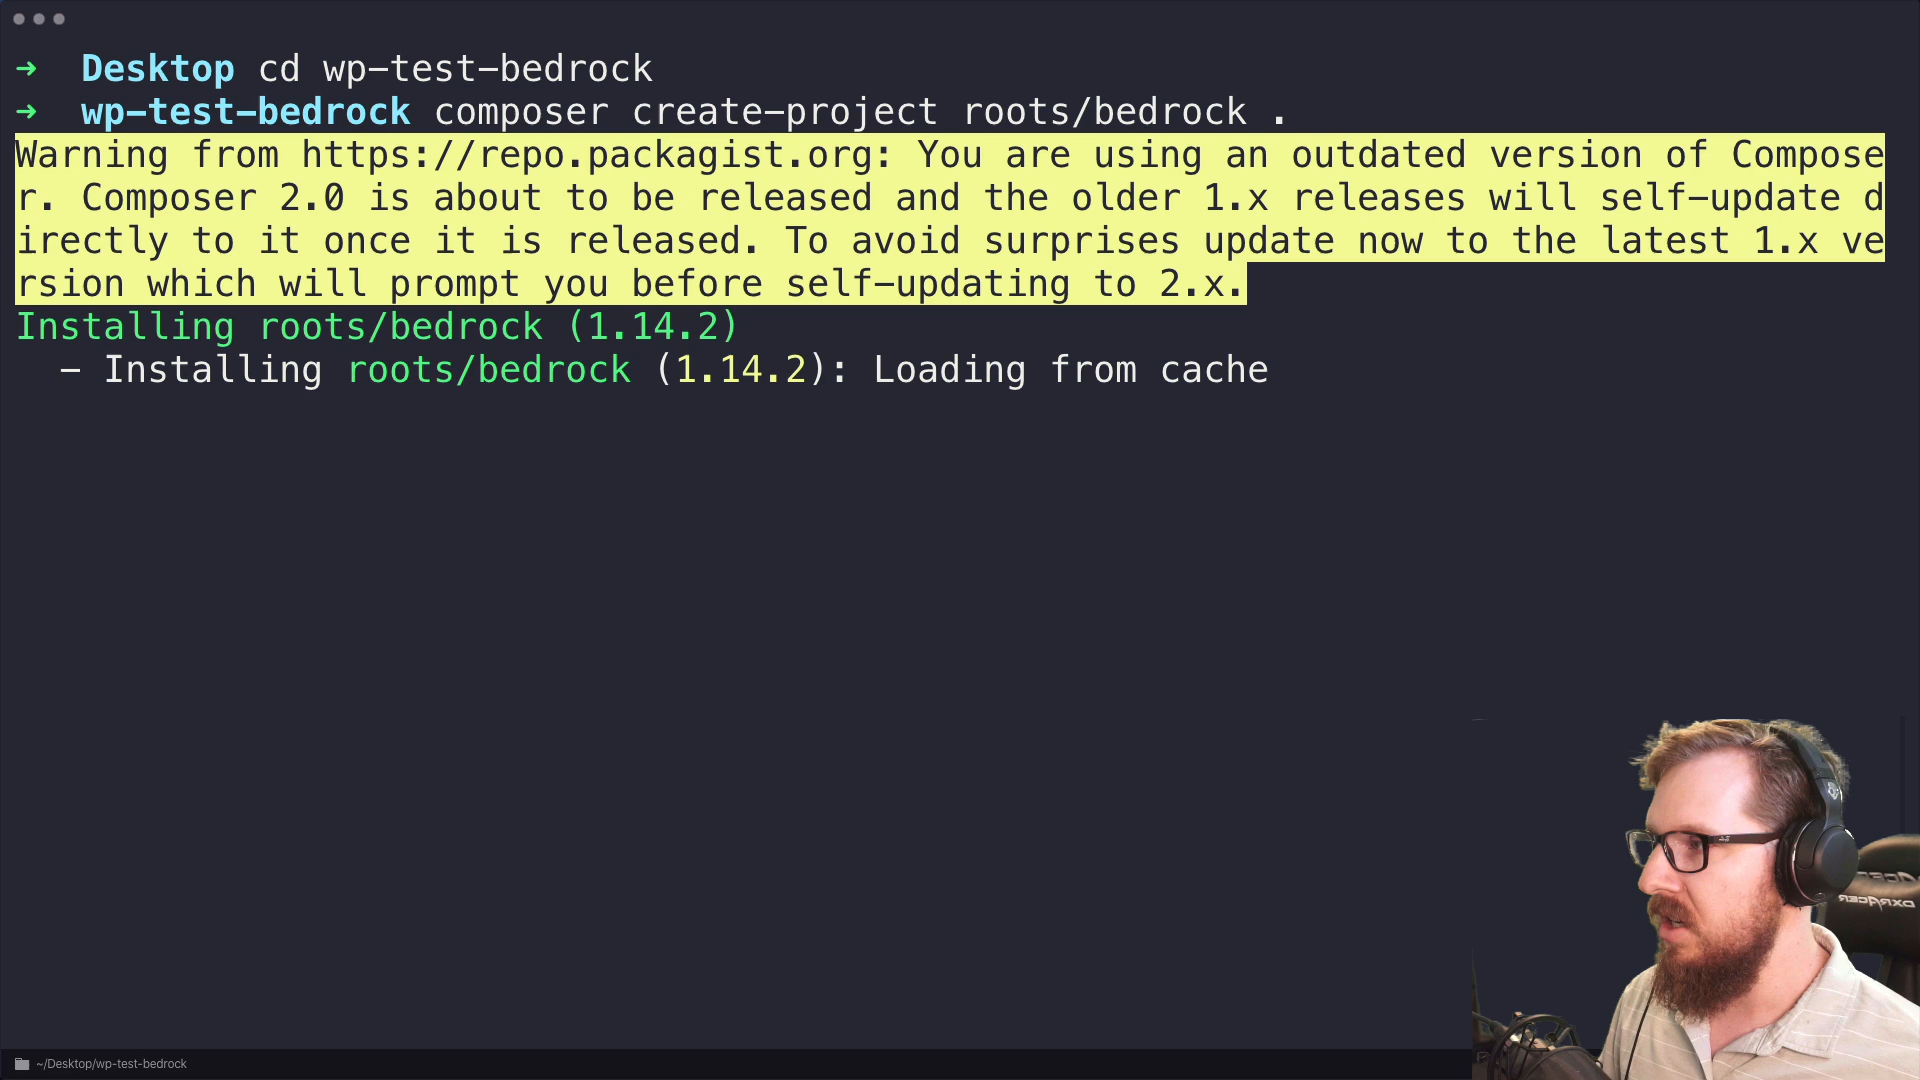 ➜  Desktop cd wp-test-bedrock
➜  wp-test-bedrock composer create-project roots/bedrock .
Warning from https://repo.packagist.org: You are using an outdated version of Compose
r. Composer 2.0 is about to be released and the older 1.x releases will self-update d
irectly to it once it is released. To avoid surprises update now to the latest 1.x ve
rsion which will prompt you before self-updating to 2.x.
Installing roots/bedrock (1.14.2)
  - Installing roots/bedrock (1.14.2): Loading from cache
DXRACER
~/Desktop/wp-test-bedrock